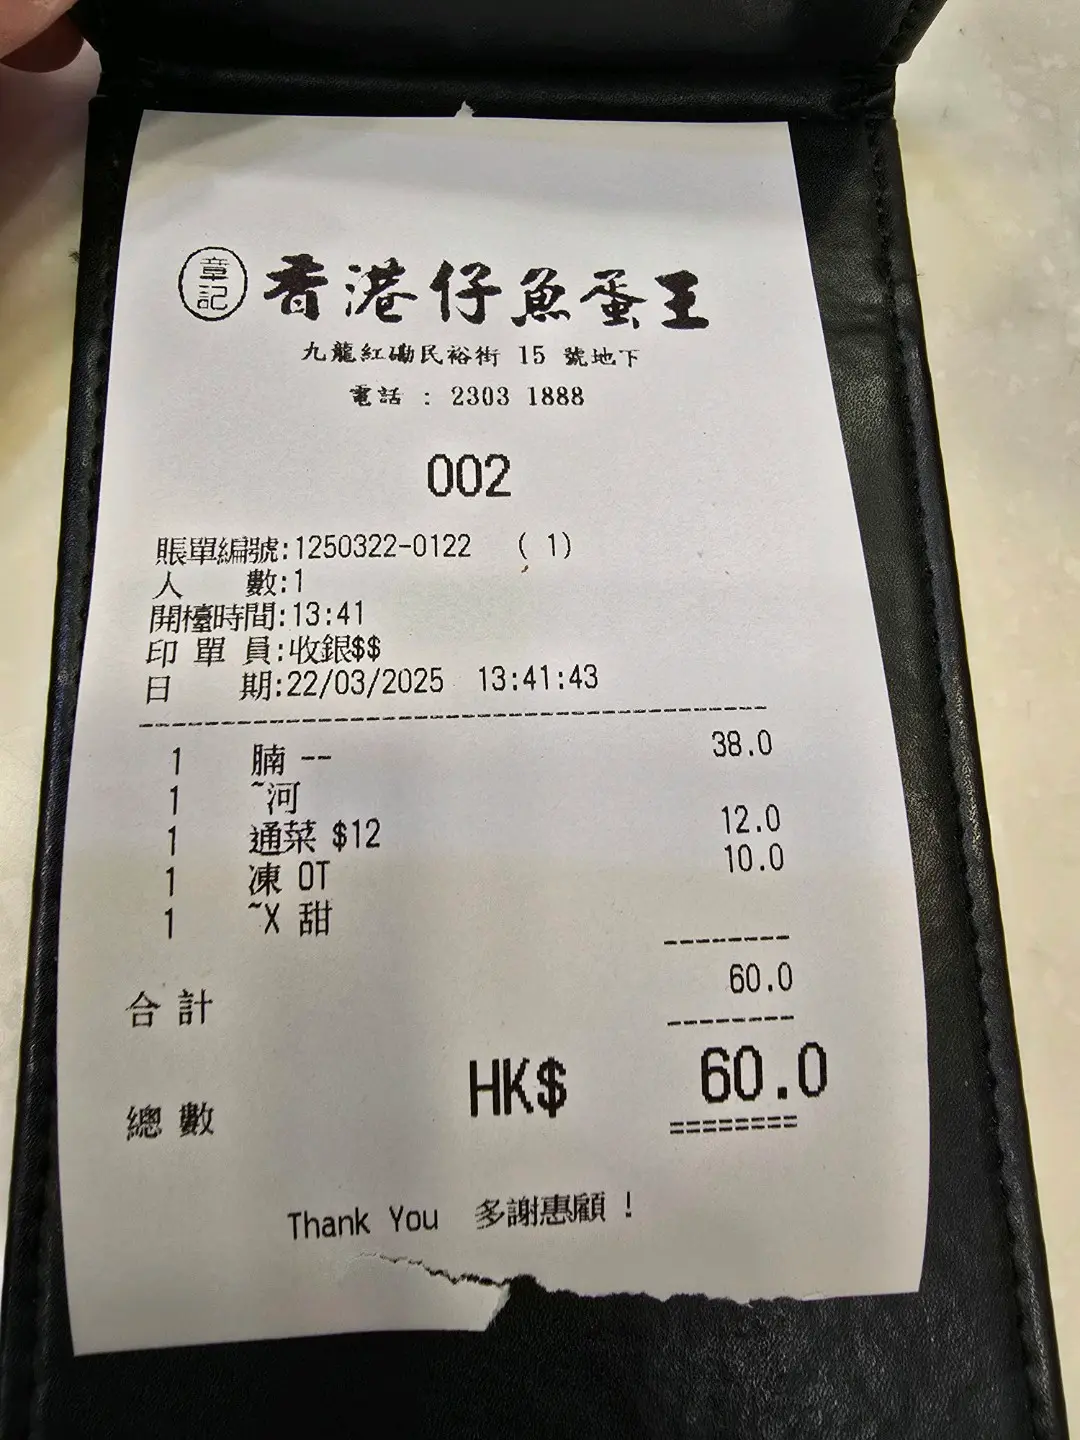 章記 香港仔魚蛋王
九龍紅磡民裕街 15 號地下
電話 : 2303 1888
002
賬單編號:1250322-0122 ( 1)
人 數:1
開檯時間:13:41
印 單 員:收銀$$
日 期:22/03/2025 13:41:43
1 腩 -- 38.0
1 ~河
1 通菜 $12 12.0
1 凍 OT 10.0
1 ~X 甜
合 計 60.0
總 數 HK$ 60.0
Thank You 多謝惠顧 !